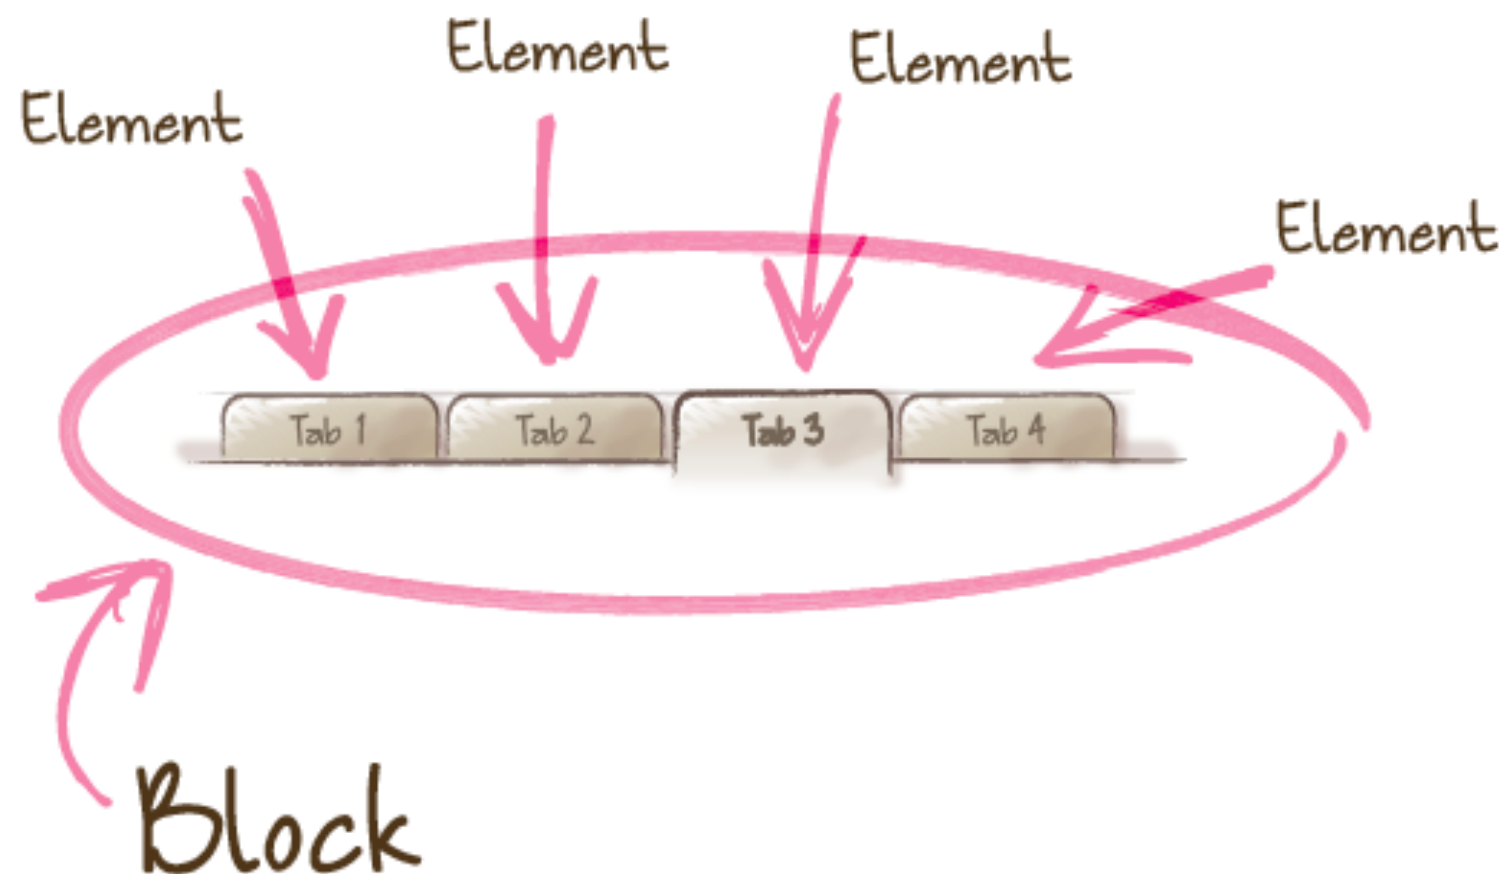 Element
Element
Element
Element
Tab 1
Tab 2
Tab 3
Tab 4
Block